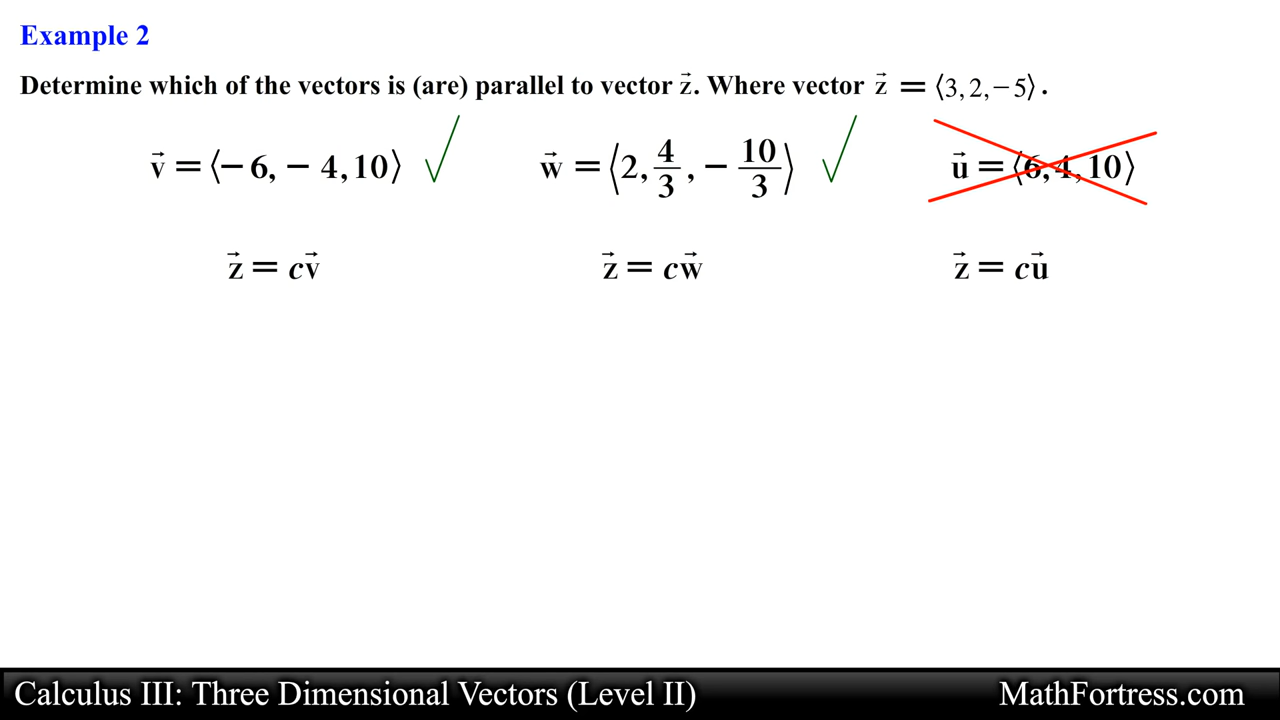 Example 2
Determine which of the vectors is (are) parallel to vector z⃗. Where vector z⃗ = ⟨3, 2, − 5⟩ .
v⃗ = ⟨− 6, − 4, 10⟩ √ w⃗ = ⟨2, 4/3 , − 10/3⟩ √ u⃗ = ⟨6, 4, 10⟩
z⃗ = cv⃗ z⃗ = cw⃗ z⃗ = cu⃗
Calculus III: Three Dimensional Vectors (Level II) MathFortress.com